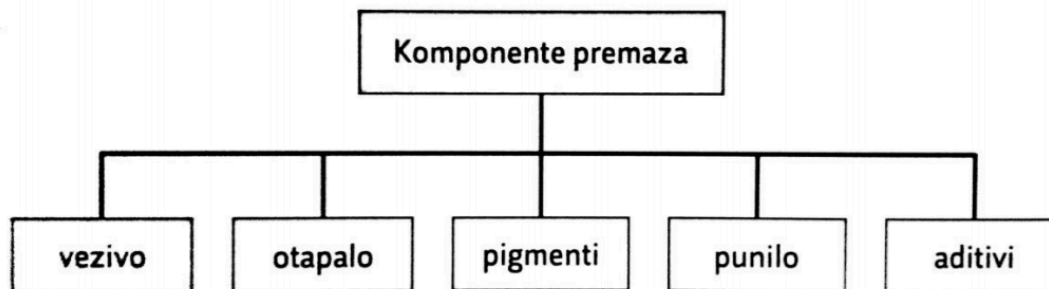 Komponente premaza
vezivo
otapalo
pigmenti
punilo
aditivi